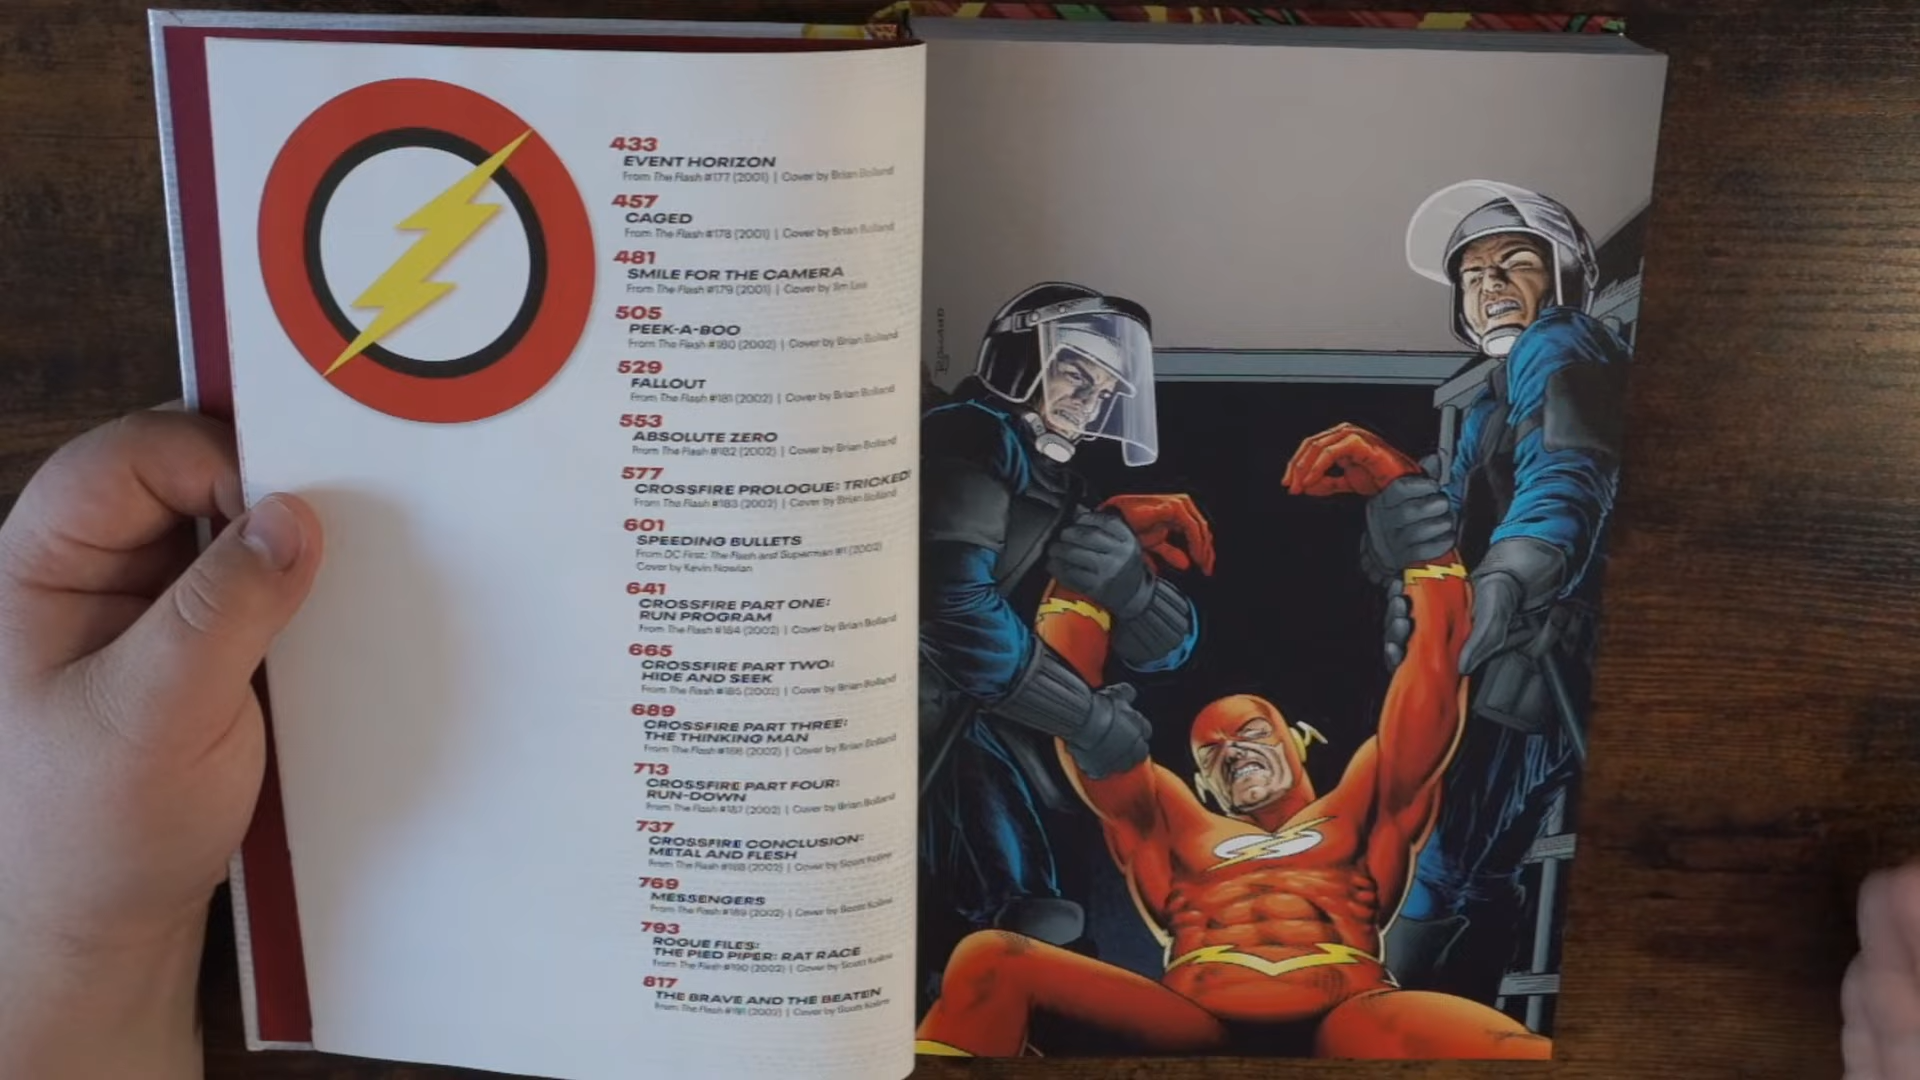 433
EVENT HORIZON
From The Flash #177 (2001) | Cover by Brian Bolland
457
CAGED
From The Flash #178 (2001) | Cover by Brian Bolland
481
SMILE FOR THE CAMERA
From The Flash #179 (2001) | Cover by Jim Lee
505
PEEK-A-BOO
From The Flash #180 (2002) | Cover by Brian Bolland
529
FALLOUT
From The Flash #181 (2002) | Cover by Brian Bolland
553
ABSOLUTE ZERO
From The Flash #182 (2002) | Cover by Brian Bolland
577
CROSSFIRE PROLOGUE: TRICKED!
From The Flash #183 (2002) | Cover by Brian Bolland
601
SPEEDING BULLETS
From DC First: The Flash and Superman #1 (2002)
Cover by Kevin Nowlan
641
CROSSFIRE PART ONE:
RUN PROGRAM
From The Flash #184 (2002) | Cover by Brian Bolland
665
CROSSFIRE PART TWO:
HIDE AND SEEK
From The Flash #185 (2002) | Cover by Brian Bolland
689
CROSSFIRE PART THREE:
THE THINKING MAN
From The Flash #186 (2002) | Cover by Brian Bolland
713
CROSSFIRE PART FOUR:
RUN-DOWN
From The Flash #187 (2002) | Cover by Brian Bolland
737
CROSSFIRE CONCLUSION:
METAL AND FLESH
From The Flash #188 (2002) | Cover by Scott Kolins
769
MESSENGERS
From The Flash #189 (2002) | Cover by Scott Kolins
793
ROGUE FILES:
THE PIED PIPER: RAT RACE
From The Flash #190 (2002) | Cover by Scott Kolins
817
THE BRAVE AND THE BEATEN
From The Flash #191 (2002) | Cover by Scott Kolins
BOLLAND